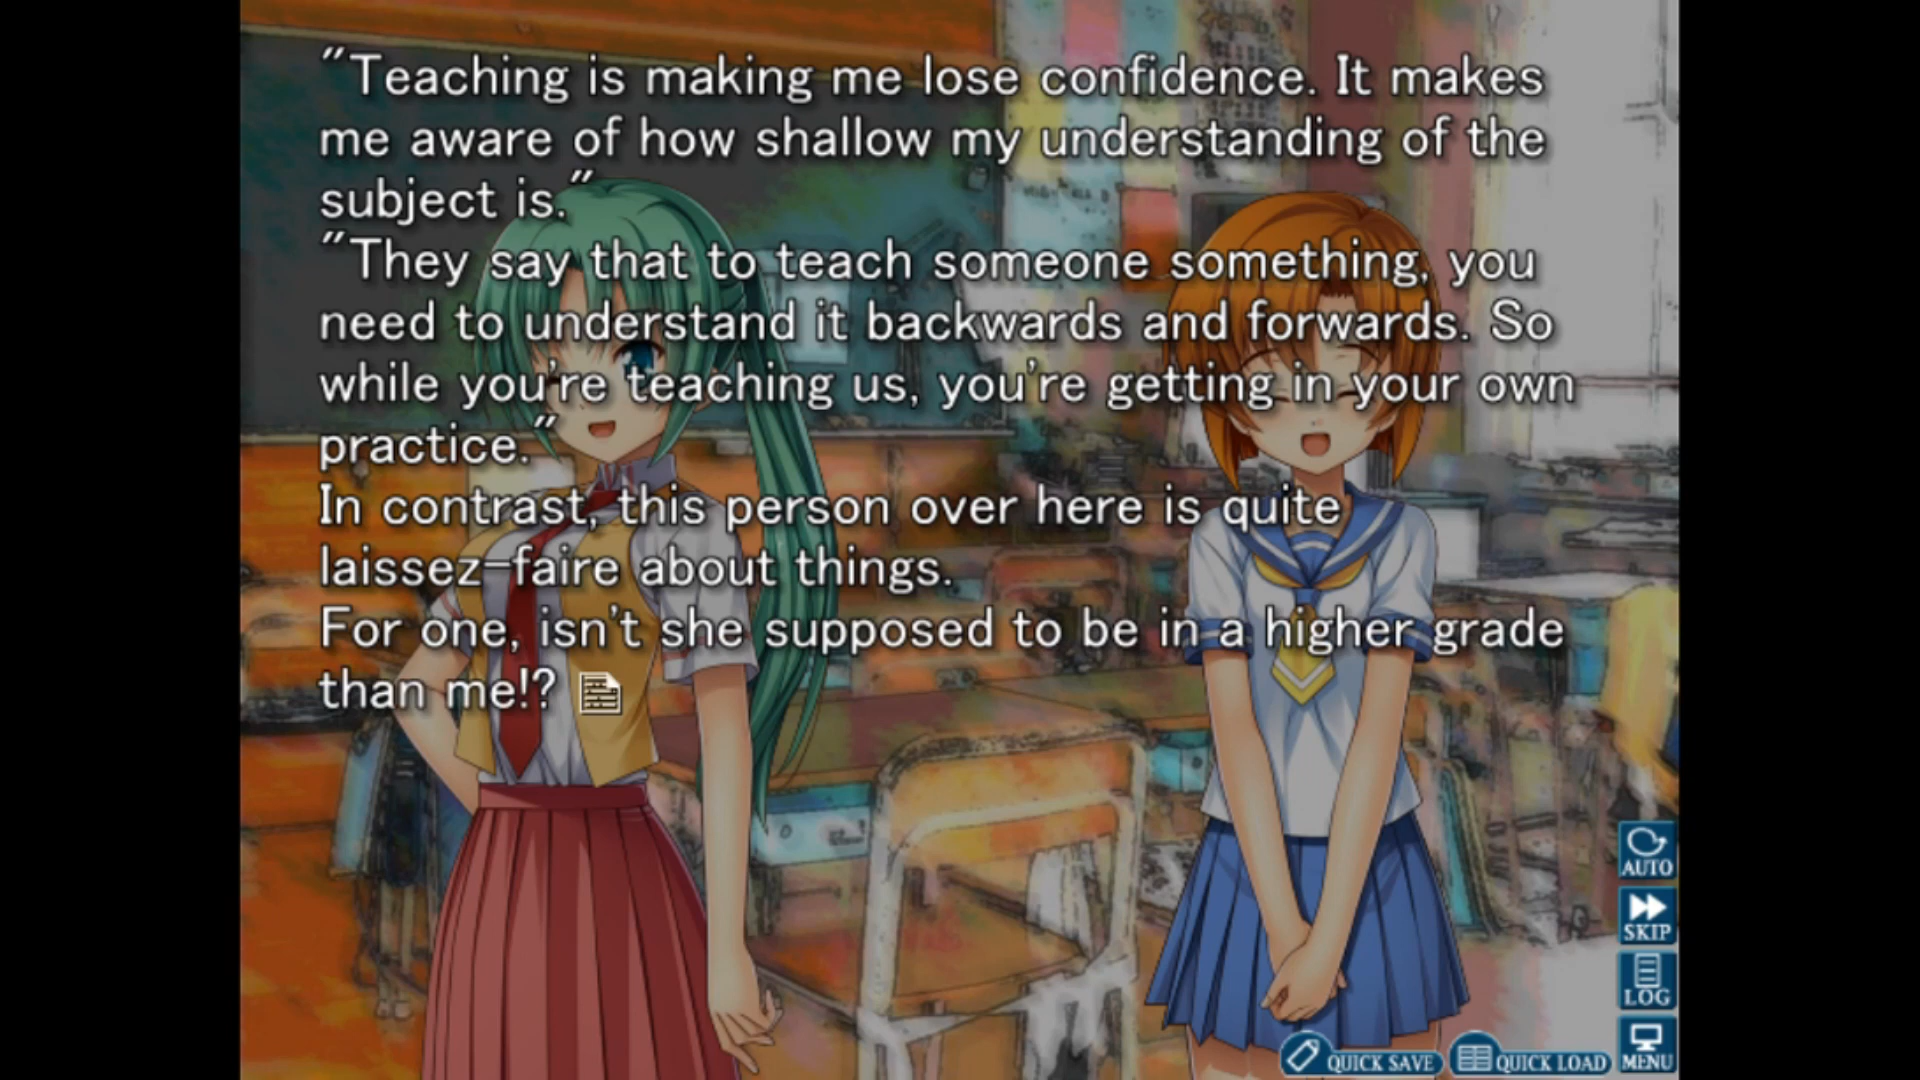 "Teaching is making me lose confidence. It makes
me aware of how shallow my understanding of the
subject is."
"They say that to teach someone something, you
need to understand it backwards and forwards. So
while you're teaching us, you're getting in your own
practice."
In contrast, this person over here is quite
laissez-faire about things.
For one, isn't she supposed to be in a higher grade
than me!?
AUTO
SKIP
LOG
MENU
QUICK SAVE
QUICK LOAD